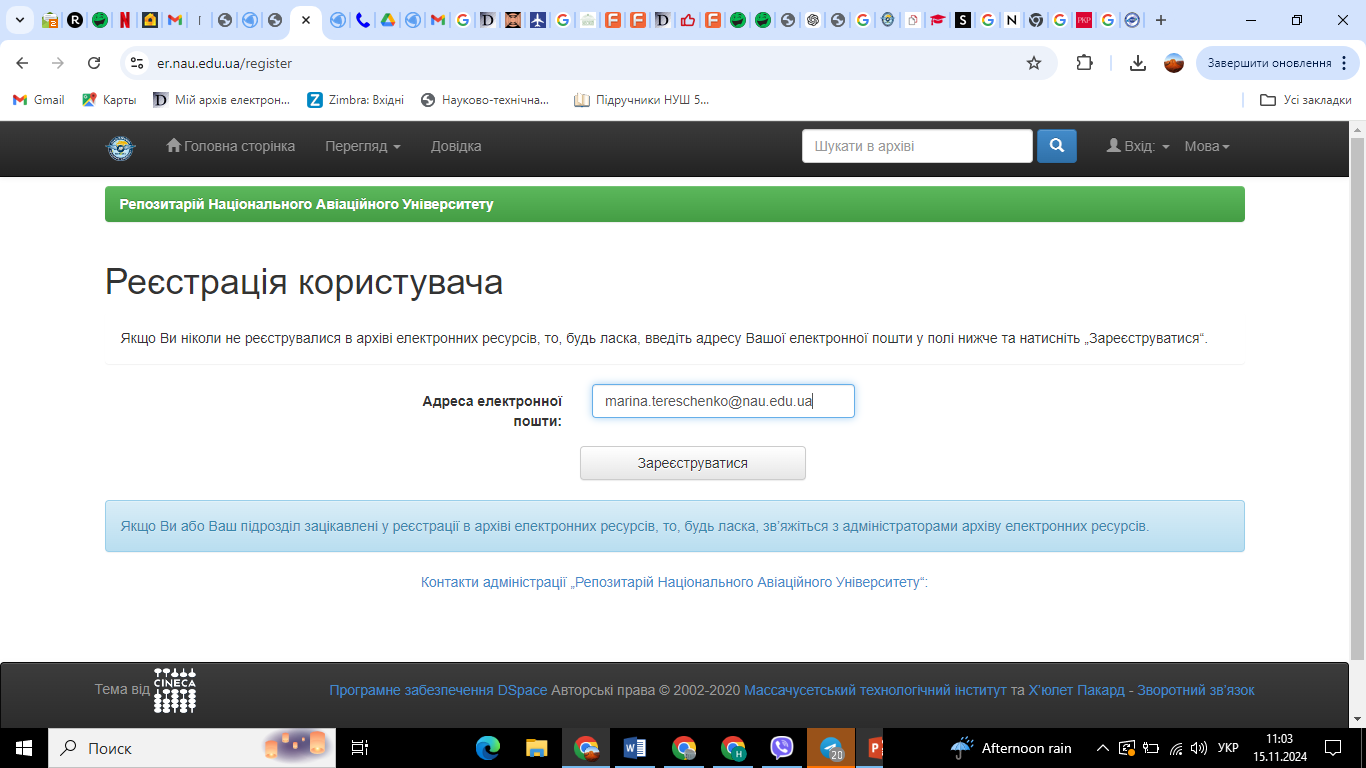 er.nau.edu.ua/register
Завершити оновлення
Gmail
Карты
Мій архів електрон...
Zimbra: Вхідні
Науково-технічна...
Підручники НУШ 5...
Усі закладки
Головна сторінка
Перегляд
Довідка
Шукати в архіві
Вхід:
Мова
Репозитарій Національного Авіаційного Університету
Реєстрація користувача
Якщо Ви ніколи не реєструвалися в архіві електронних ресурсів, то, будь ласка, введіть адресу Вашої електронної пошти у полі нижче та натисніть „Зареєструватися“.
Адреса електронної
пошти:
marina.tereschenko@nau.edu.ua
Зареєструватися
Якщо Ви або Ваш підрозділ зацікавлені у реєстрації в архіві електронних ресурсів, то, будь ласка, зв’яжіться з адміністраторами архіву електронних ресурсів.
Контакти адміністрації „Репозитарій Національного Авіаційного Університету“:
Тема від
CINECA
Програмне забезпечення DSpace Авторські права © 2002-2020 Массачусетський технологічний інститут та Х’юлет Пакард - Зворотний зв’язок
Поиск
20
Afternoon rain
УКР
11:03
15.11.2024